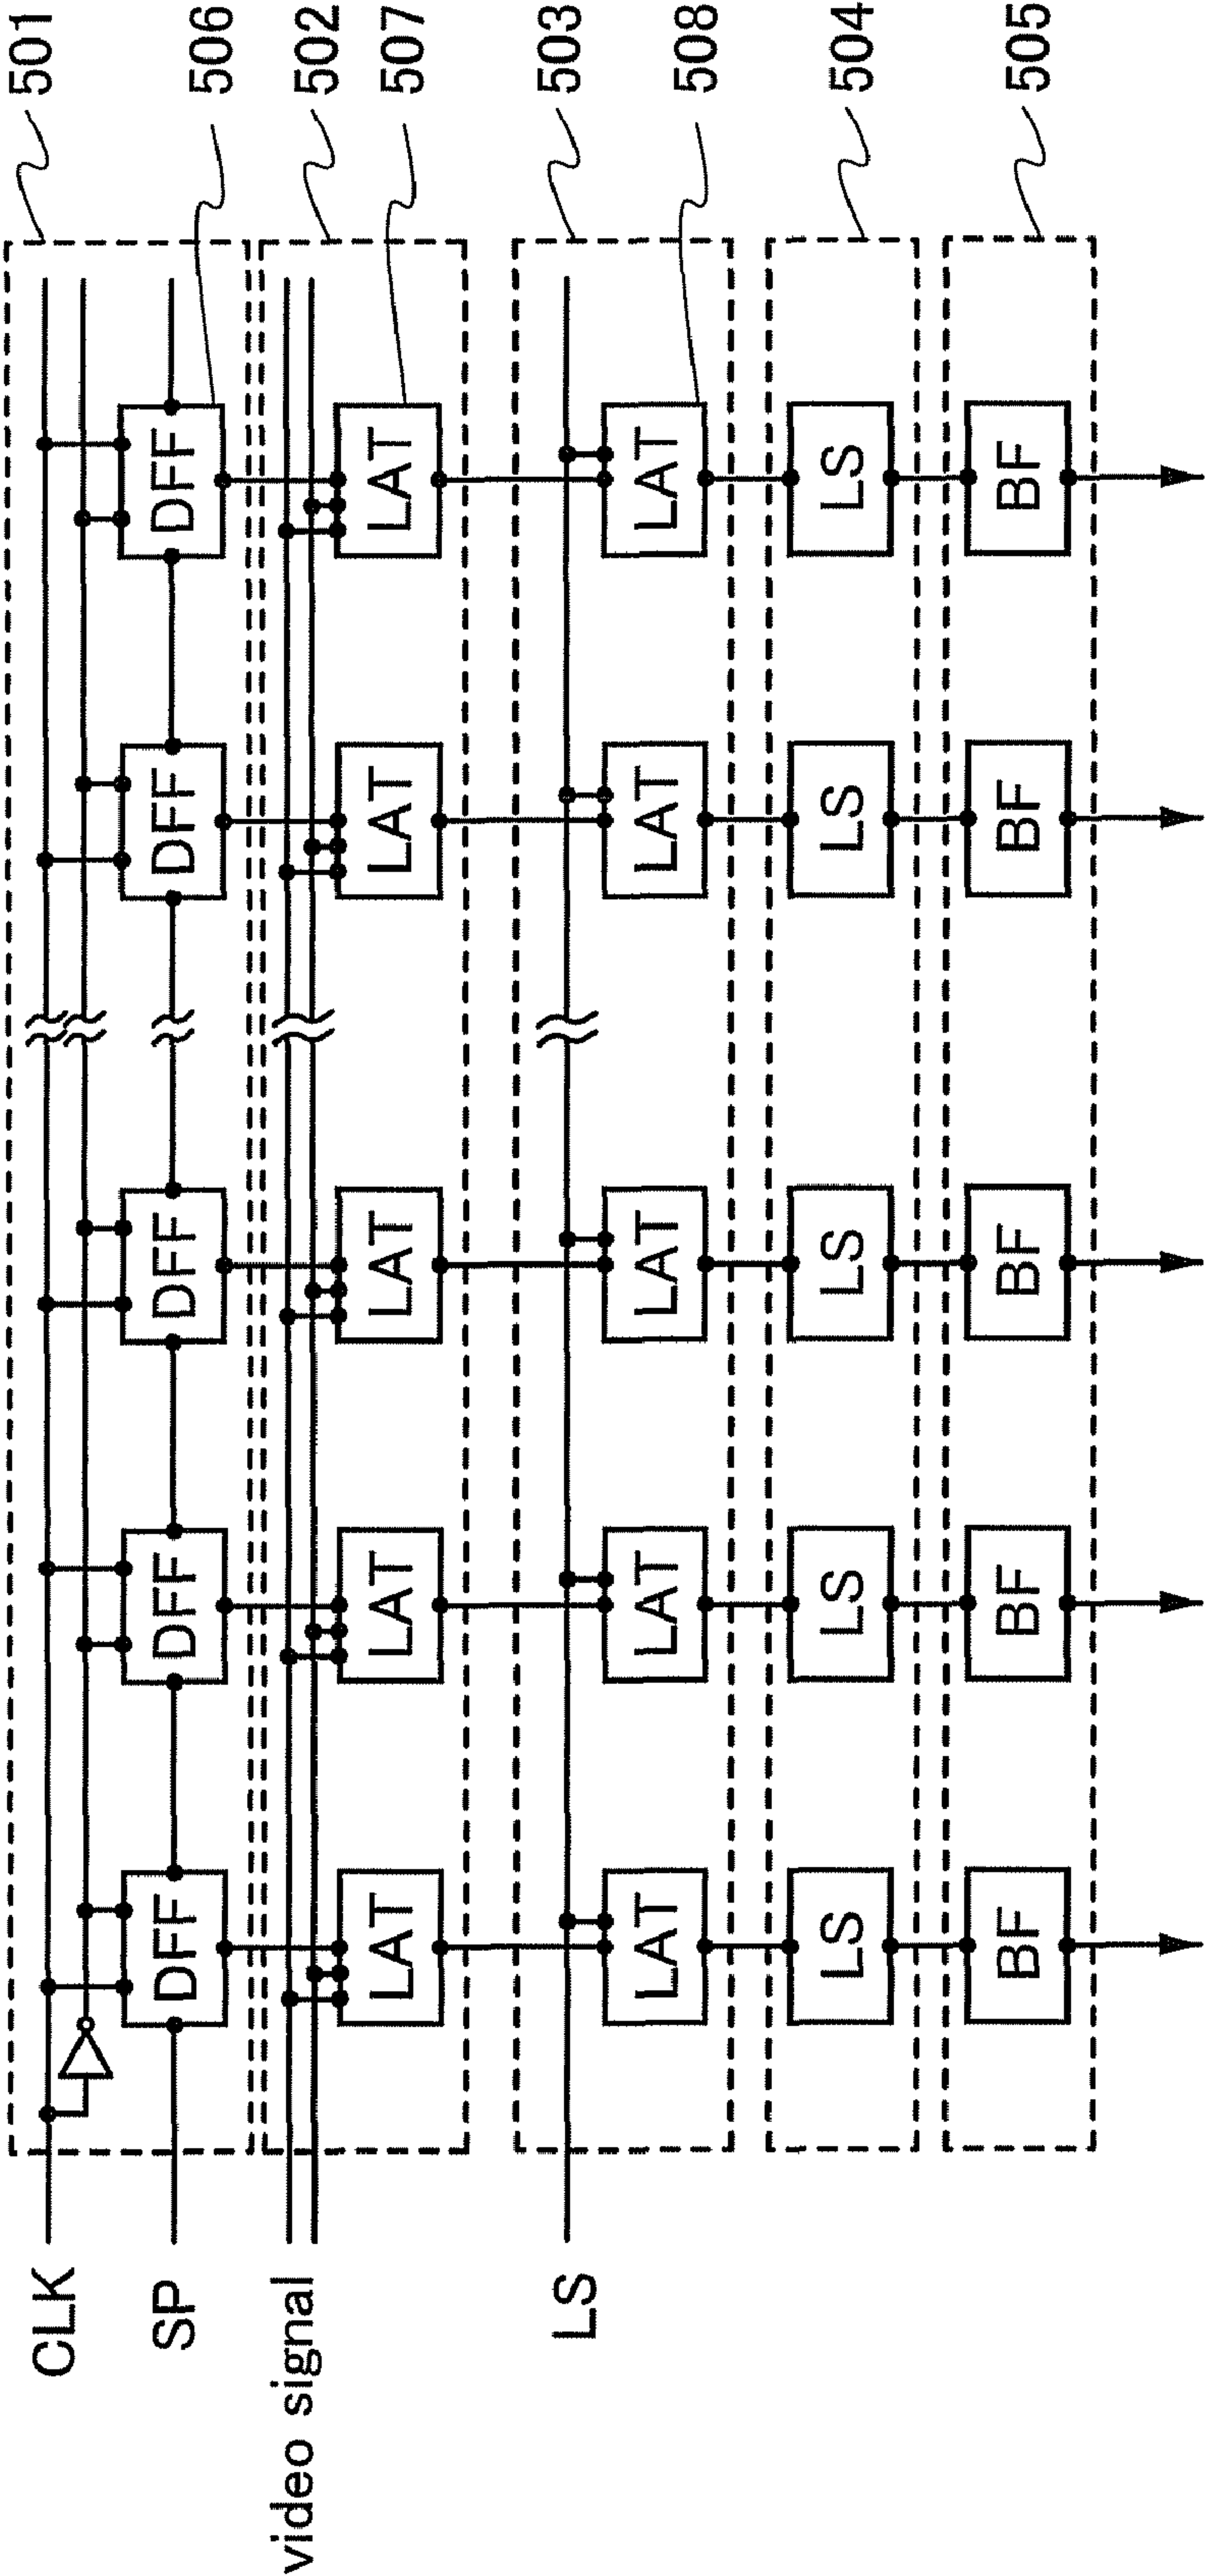 CLK 501
SP DFF DFF DFF DFF DFF 506
video signal 502
LAT LAT LAT LAT LAT 507
LS 503
LAT LAT LAT LAT LAT 508
LS LS LS LS LS 504
BF BF BF BF BF 505